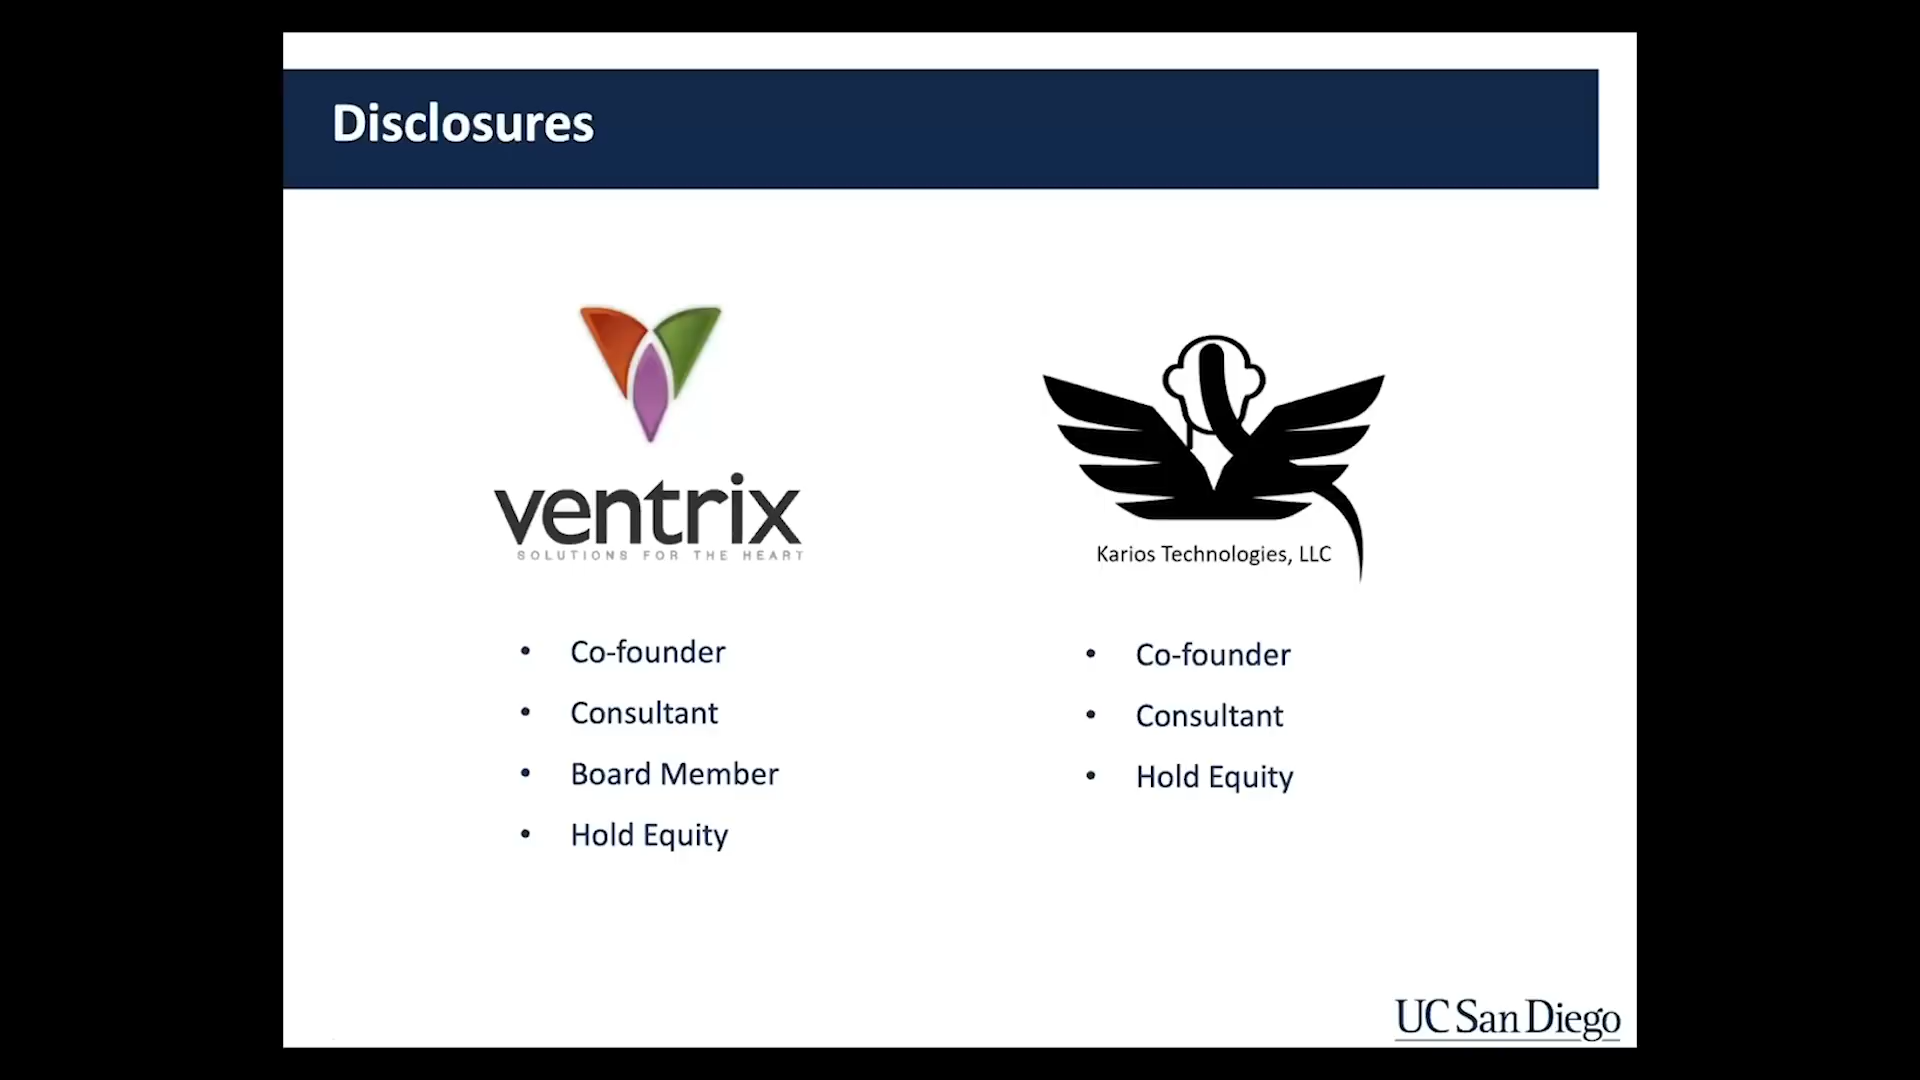 Disclosures
ventrix
SOLUTIONS FOR THE HEART
Co-founder
Consultant
Board Member
Hold Equity
Karios Technologies, LLC
Co-founder
Consultant
Hold Equity
UC San Diego